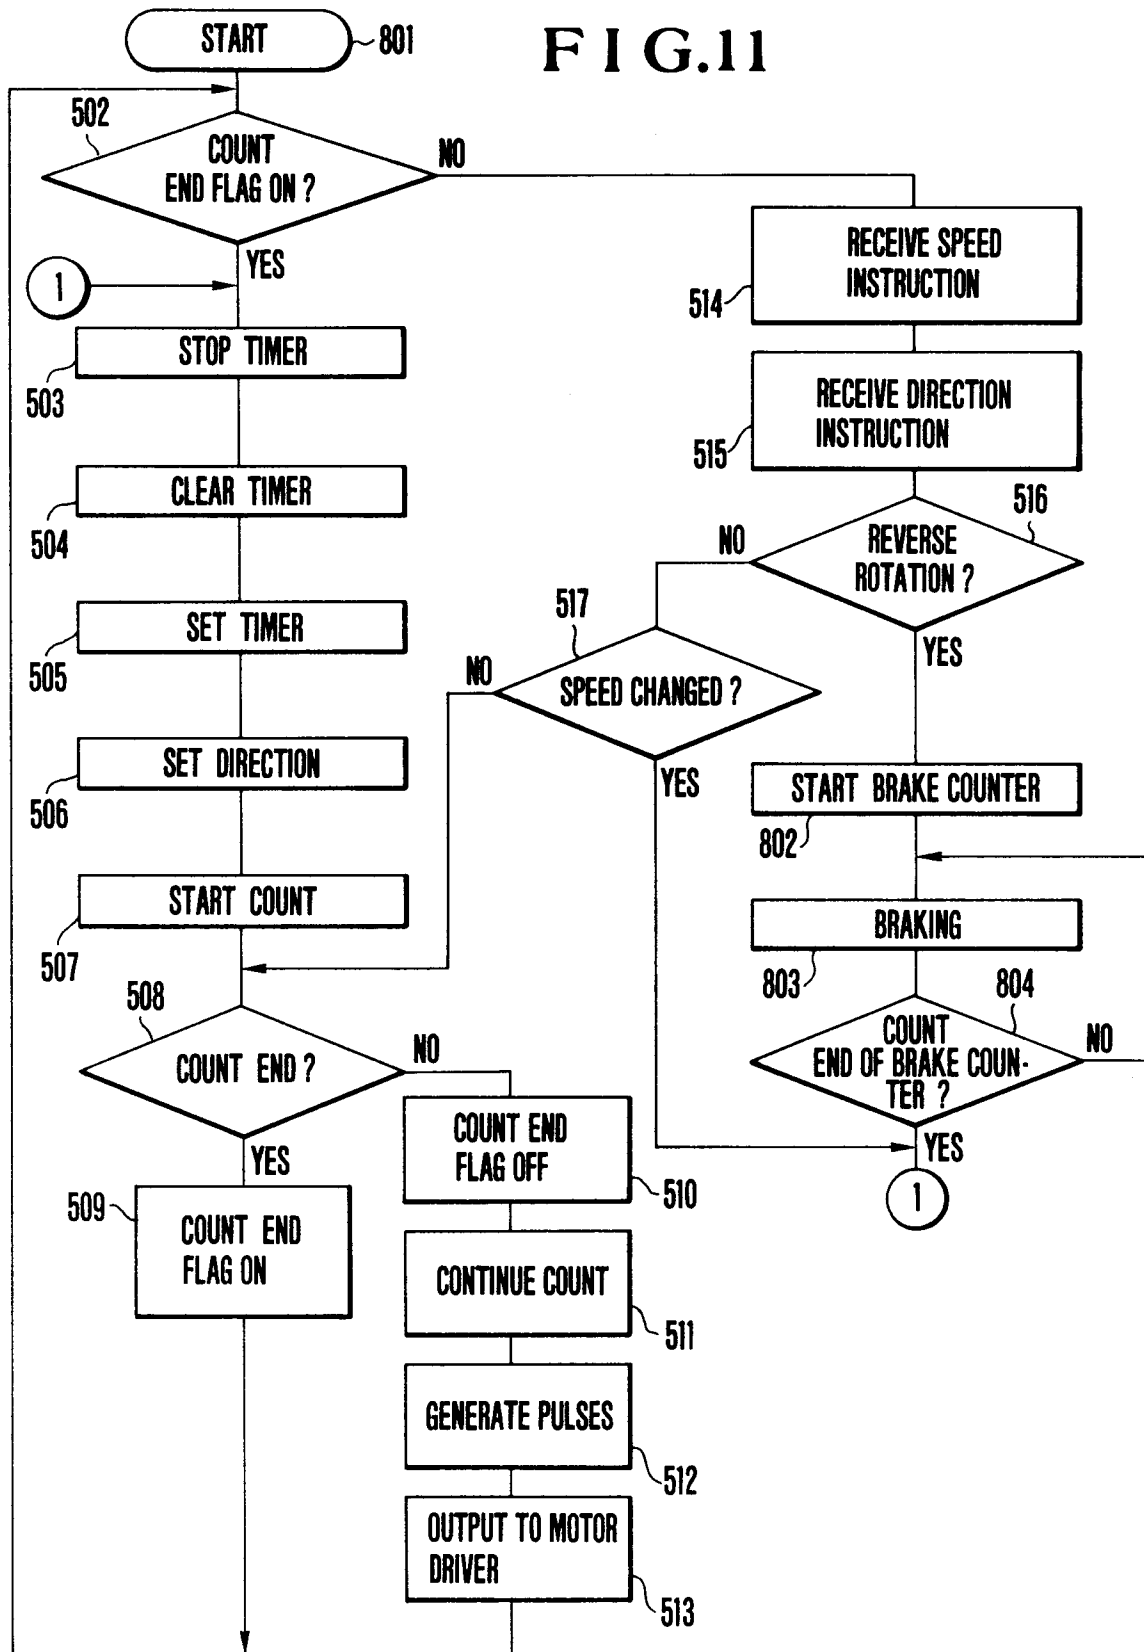 FIG.11
START
801
502
COUNT
END FLAG ON ?
NO
YES
1
STOP TIMER
503
CLEAR TIMER
504
SET TIMER
505
SET DIRECTION
506
START COUNT
507
508
COUNT END ?
NO
YES
509
COUNT END
FLAG ON
COUNT END
FLAG OFF
510
CONTINUE COUNT
511
GENERATE PULSES
512
OUTPUT TO MOTOR
DRIVER
513
RECEIVE SPEED
INSTRUCTION
514
RECEIVE DIRECTION
INSTRUCTION
515
516
REVERSE
ROTATION ?
NO
YES
517
SPEED CHANGED ?
NO
YES
START BRAKE COUNTER
802
BRAKING
803
804
COUNT
END OF BRAKE COUN-
TER ?
NO
YES
1